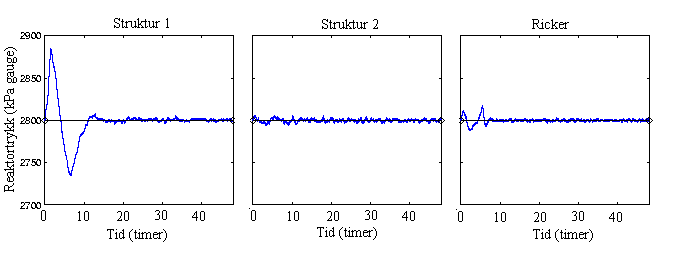 Struktur 1
Struktur 2
Ricker
Reaktortrykk (kPa gauge)
2900
2850
2800
2750
2700
0 10 20 30 40
0 10 20 30 40
0 10 20 30 40
Tid (timer)
Tid (timer)
Tid (timer)